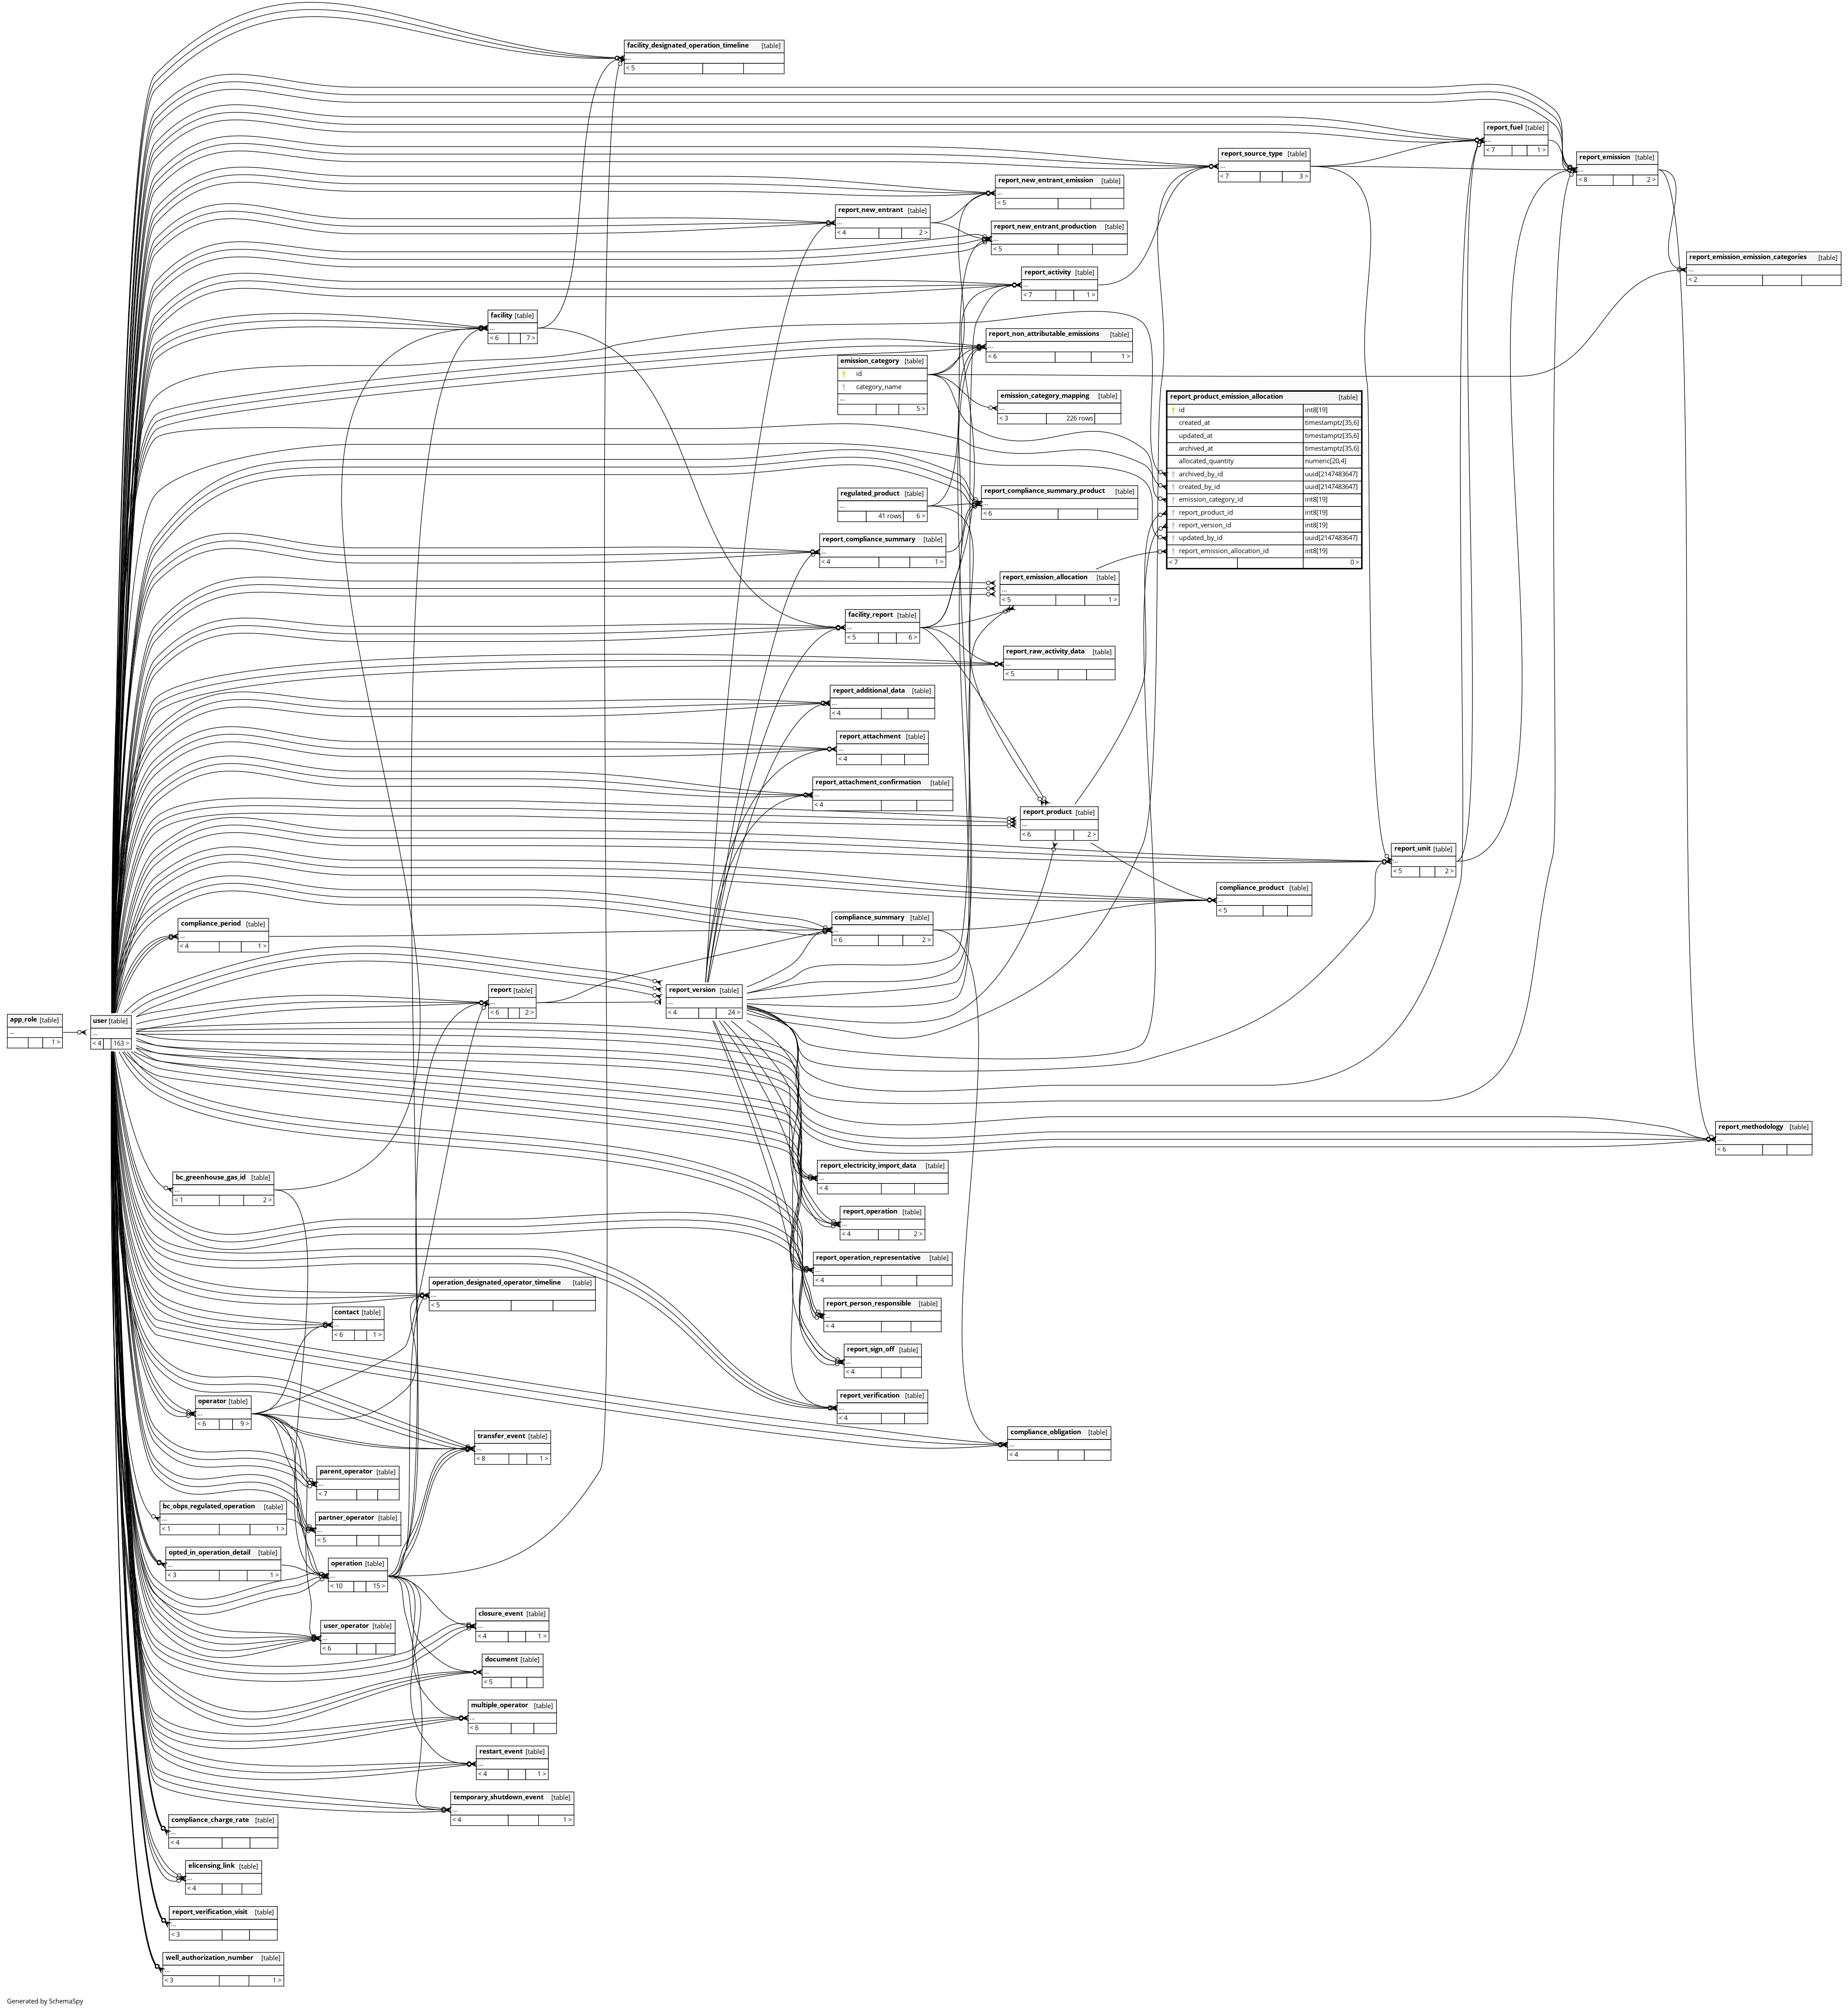 facility_designated_operation_timeline [table]
...
< 5
report_fuel [table]
...
< 7 1 >
report_source_type [table]
...
< 7 3 >
report_emission [table]
...
< 8 2 >
report_new_entrant_emission [table]
...
< 5
report_new_entrant [table]
...
< 4 2 >
report_new_entrant_production [table]
...
< 5
report_emission_emission_categories [table]
...
< 2
report_activity [table]
...
< 7 1 >
facility [table]
...
< 6 7 >
report_non_attributable_emissions [table]
...
< 6 1 >
emission_category [table]
id
category_name
...
5 >
emission_category_mapping [table]
...
< 3 226 rows
report_product_emission_allocation [table]
id int8[19]
created_at timestamptz[35,6]
updated_at timestamptz[35,6]
archived_at timestamptz[35,6]
allocated_quantity numeric[20,4]
archived_by_id uuid[2147483647]
created_by_id uuid[2147483647]
emission_category_id int8[19]
report_product_id int8[19]
report_version_id int8[19]
updated_by_id uuid[2147483647]
report_emission_allocation_id int8[19]
< 7 0 >
regulated_product [table]
...
41 rows 6 >
report_compliance_summary_product [table]
...
< 6
report_compliance_summary [table]
...
< 4 1 >
report_emission_allocation [table]
...
< 5 1 >
facility_report [table]
...
< 5 6 >
report_raw_activity_data [table]
...
< 5
report_additional_data [table]
...
< 4
report_attachment [table]
...
< 4
report_attachment_confirmation [table]
...
< 4
report_product [table]
...
< 6 2 >
report_unit [table]
...
< 5 2 >
compliance_product [table]
...
< 5
compliance_summary [table]
...
< 6 2 >
compliance_period [table]
...
< 4 1 >
report [table]
...
< 6 2 >
report_version [table]
...
< 4 24 >
app_role [table]
...
1 >
user [table]
...
< 4 163 >
report_methodology [table]
...
< 6
report_electricity_import_data [table]
...
< 4
bc_greenhouse_gas_id [table]
...
< 1 2 >
report_operation [table]
...
< 4 2 >
report_operation_representative [table]
...
< 4
operation_designated_operator_timeline [table]
...
< 5
report_person_responsible [table]
...
< 4
contact [table]
...
< 6 1 >
report_sign_off [table]
...
< 4
report_verification [table]
...
< 4
operator [table]
...
< 6 9 >
compliance_obligation [table]
...
< 4
transfer_event [table]
...
< 8 1 >
parent_operator [table]
...
< 7
bc_obps_regulated_operation [table]
...
< 1 1 >
partner_operator [table]
...
< 5
opted_in_operation_detail [table]
...
< 3 1 >
operation [table]
...
< 10 15 >
closure_event [table]
...
< 4 1 >
user_operator [table]
...
< 6
document [table]
...
< 5
multiple_operator [table]
...
< 6
restart_event [table]
...
< 4 1 >
temporary_shutdown_event [table]
...
< 4 1 >
compliance_charge_rate [table]
...
< 4
elicensing_link [table]
...
< 4
report_verification_visit [table]
...
< 3
well_authorization_number [table]
...
< 3 1 >
Generated by SchemaSpy